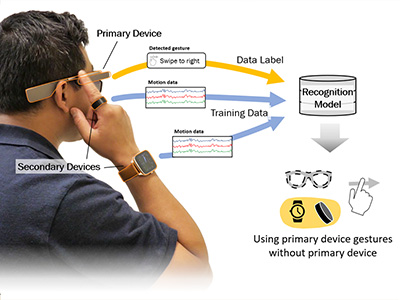 Primary Device
Detected gesture
Swipe to right
Data Label
Motion data
Recognition
Model
Training Data
Motion data
Secondary Devices
Using primary device gestures
without primary device